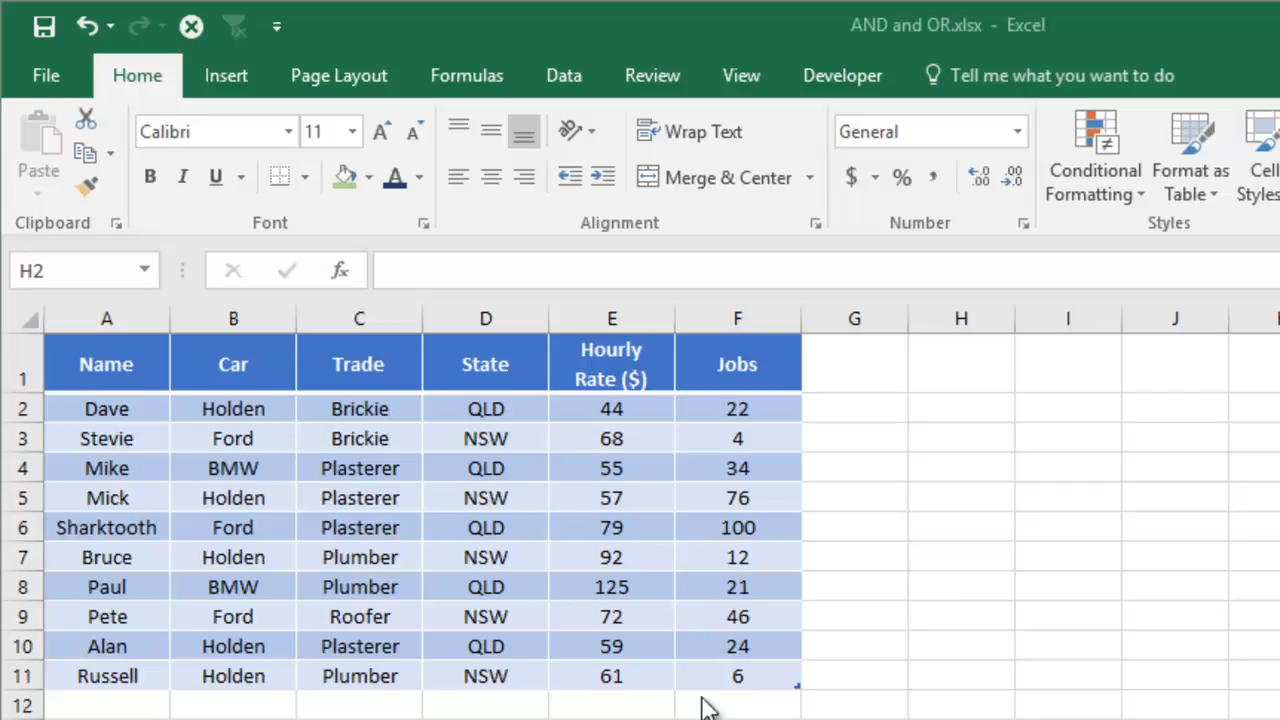 AND and OR.xlsx - Excel
File Home Insert Page Layout Formulas Data Review View Developer Tell me what you want to do
Calibri 11 Wrap Text General
Paste B I U A Merge & Center $ % , Conditional Formatting Format as Table Cell Styles
Clipboard Font Alignment Number Styles
H2 fx
A B C D E F G H I J
1 Name Car Trade State Hourly Rate ($) Jobs
2 Dave Holden Brickie QLD 44 22
3 Stevie Ford Brickie NSW 68 4
4 Mike BMW Plasterer QLD 55 34
5 Mick Holden Plasterer NSW 57 76
6 Sharktooth Ford Plasterer QLD 79 100
7 Bruce Holden Plumber NSW 92 12
8 Paul BMW Plumber QLD 125 21
9 Pete Ford Roofer NSW 72 46
10 Alan Holden Plasterer QLD 59 24
11 Russell Holden Plumber NSW 61 6
12